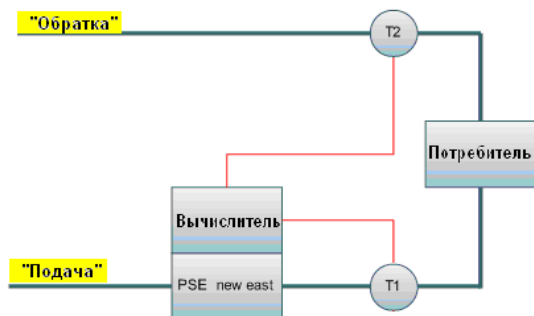 "Обратка"
T2
Потребитель
Вычислитель
"Подача"
PSE new east
T1